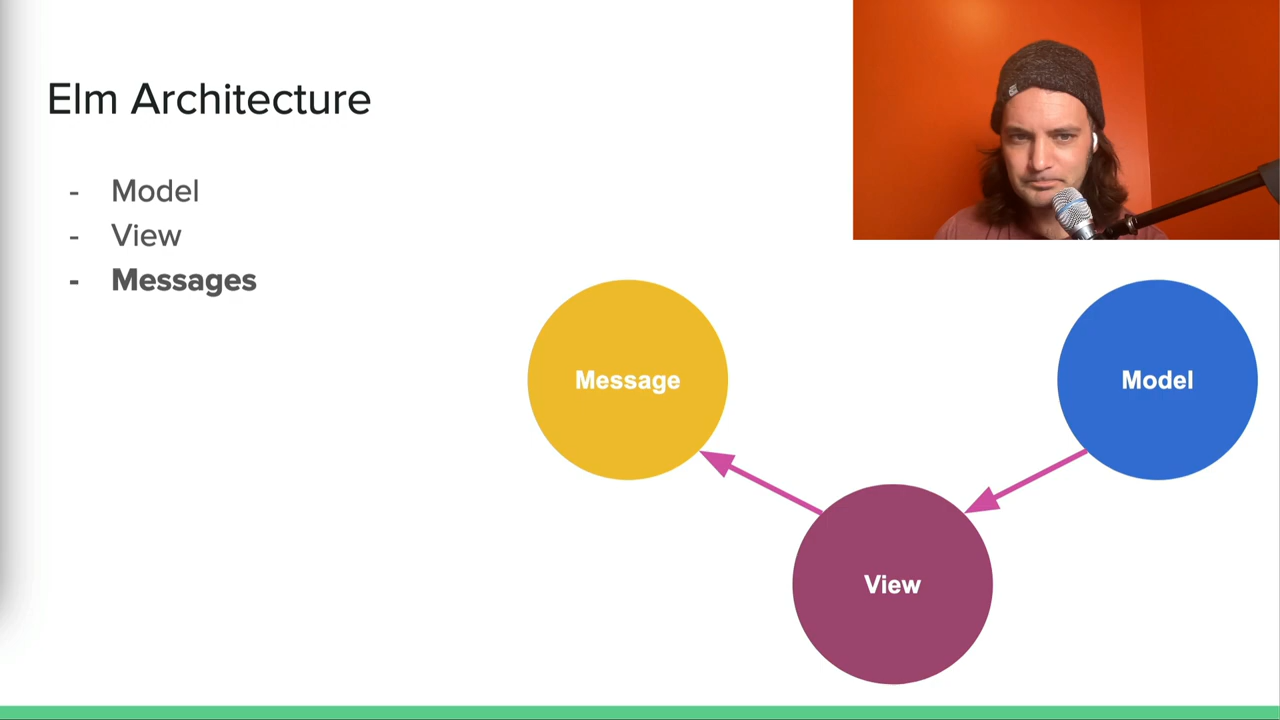 Elm Architecture
- Model
- View
- Messages
Message
Model
View